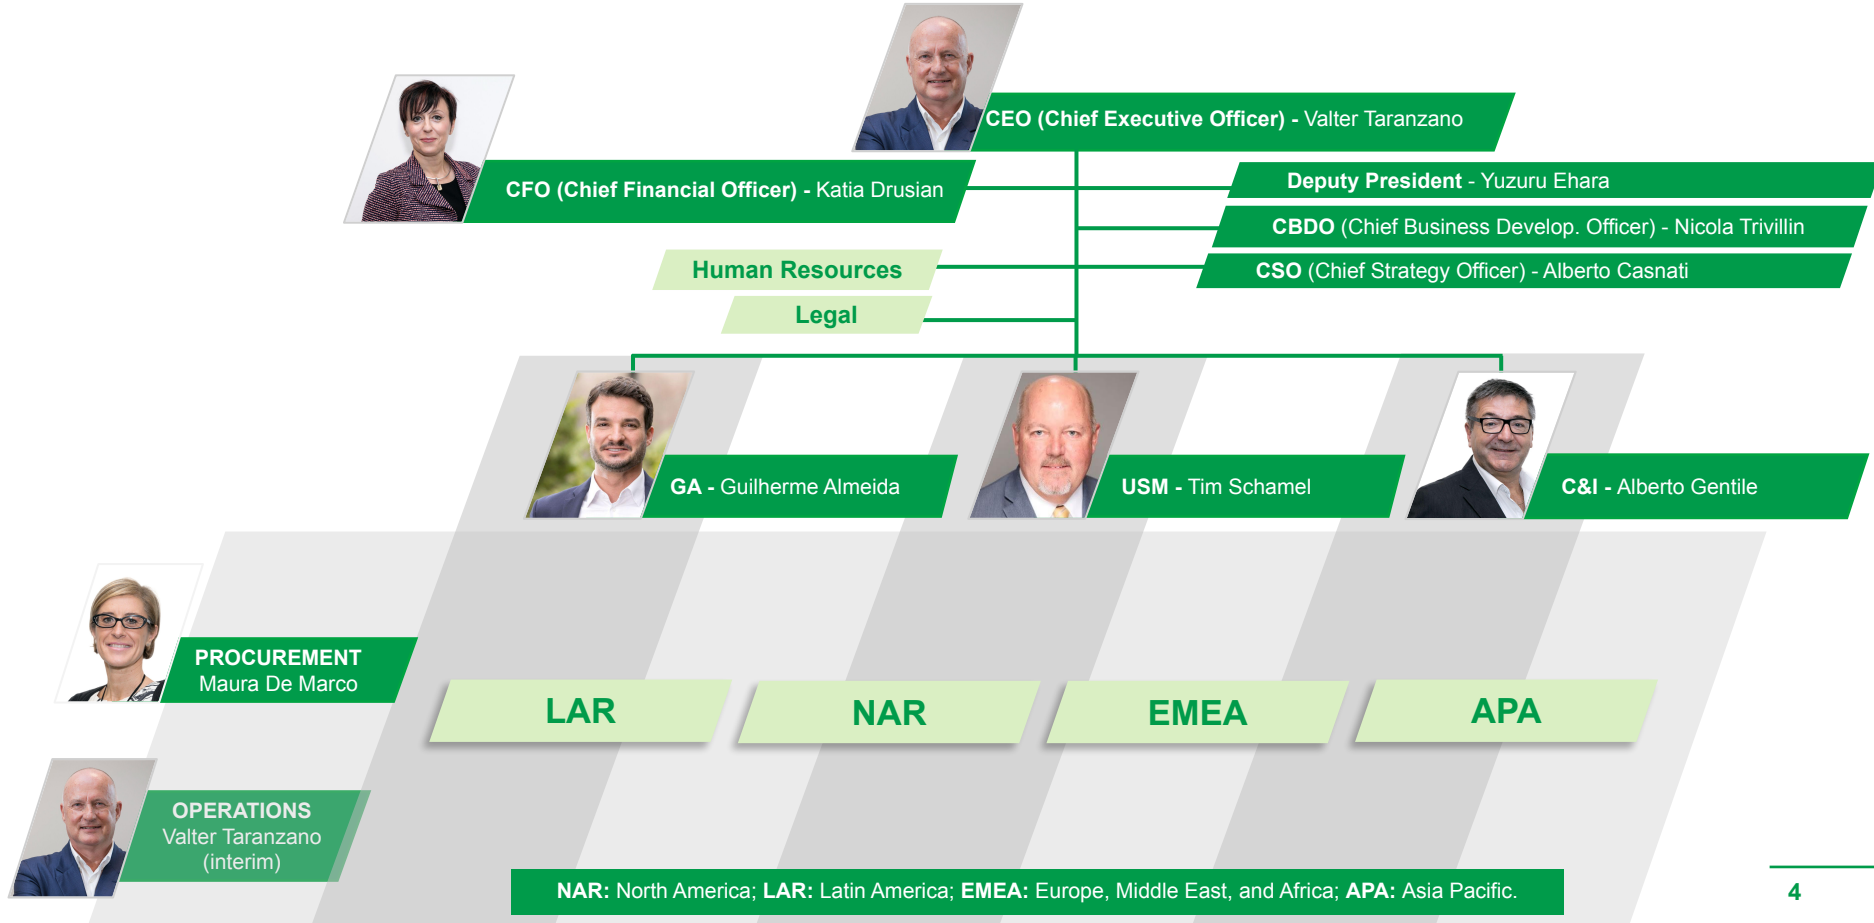 CEO (Chief Executive Officer) - Valter Taranzano
CFO (Chief Financial Officer) - Katia Drusian
Deputy President - Yuzuru Ehara
CBDO (Chief Business Develop. Officer) - Nicola Trivillin
Human Resources
CSO (Chief Strategy Officer) - Alberto Casnati
Legal
GA - Guilherme Almeida
USM - Tim Schamel
C&I - Alberto Gentile
PROCUREMENT
Maura De Marco
LAR
NAR
EMEA
APA
OPERATIONS
Valter Taranzano
(interim)
NAR: North America; LAR: Latin America; EMEA: Europe, Middle East, and Africa; APA: Asia Pacific.
4